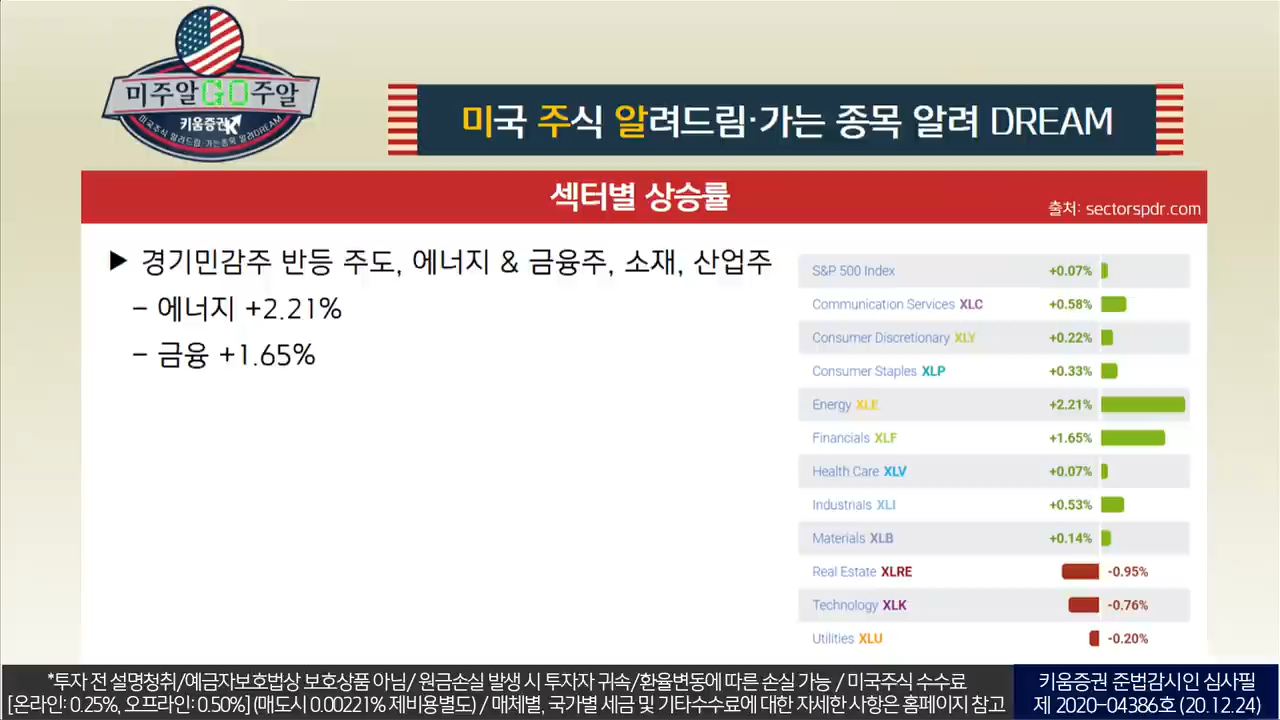 미주알GO주알
키움증권
미국주식 알려드림·가는종목 알려DREAM
미국 주식 알려드림·가는 종목 알려 DREAM
섹터별 상승률
출처: sectorspdr.com
▶ 경기민감주 반등 주도, 에너지 & 금융주, 소재, 산업주
- 에너지 +2.21%
- 금융 +1.65%
S&P 500 Index +0.07%
Communication Services XLC +0.58%
Consumer Discretionary XLY +0.22%
Consumer Staples XLP +0.33%
Energy XLE +2.21%
Financials XLF +1.65%
Health Care XLV +0.07%
Industrials XLI +0.53%
Materials XLB +0.14%
Real Estate XLRE -0.95%
Technology XLK -0.76%
Utilities XLU -0.20%
*투자 전 설명청취/예금자보호법상 보호상품 아님/ 원금손실 발생 시 투자자 귀속/환율변동에 따른 손실 가능 / 미국주식 수수료
[온라인: 0.25%, 오프라인: 0.50%] (매도시 0.00221% 제비용별도) / 매체별, 국가별 세금 및 기타수수료에 대한 자세한 사항은 홈페이지 참고
키움증권 준법감시인 심사필
제 2020-04386호 (20.12.24)